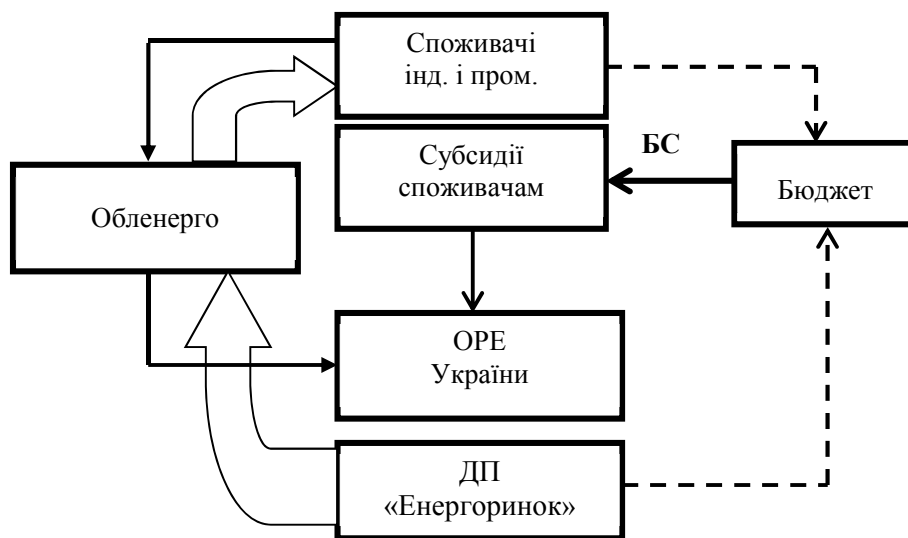 Споживачі
інд. і пром.
БС
Субсидії
споживачам
Бюджет
Обленерго
ОРЕ
України
ДП
«Енергоринок»